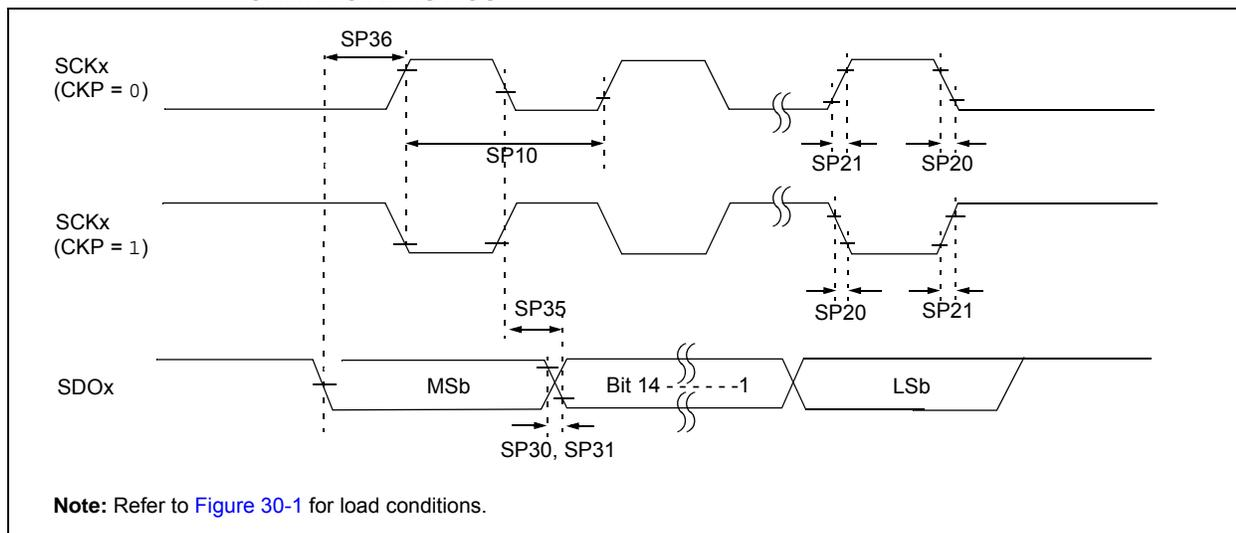 SP36
SCKx
(CKP = 0)
SP10
SP21
SP20
SCKx
(CKP = 1)
SP35
SP20
SP21
SDOx
MSb
Bit 14 - - - - - -1
LSb
SP30, SP31
Note: Refer to Figure 30-1 for load conditions.